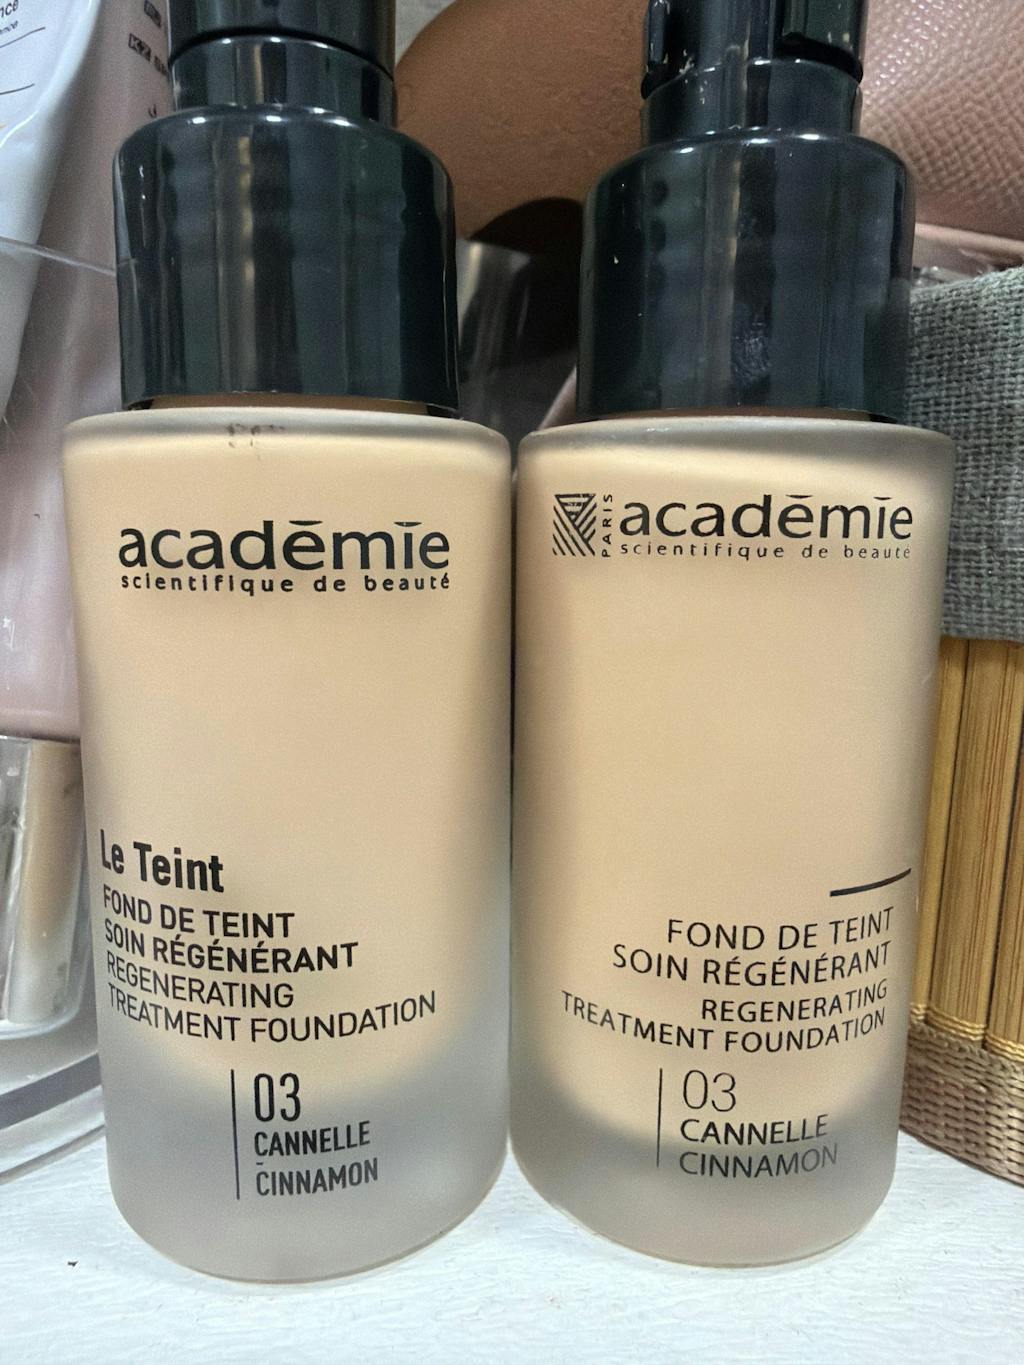 académie
scientifique de beauté
Le Teint
FOND DE TEINT
SOIN RÉGÉNÉRANT
REGENERATING
TREATMENT FOUNDATION
03
CANNELLE
CINNAMON
PARIS
académie
scientifique de beauté
FOND DE TEINT
SOIN RÉGÉNÉRANT
REGENERATING
TREATMENT FOUNDATION
03
CANNELLE
CINNAMON